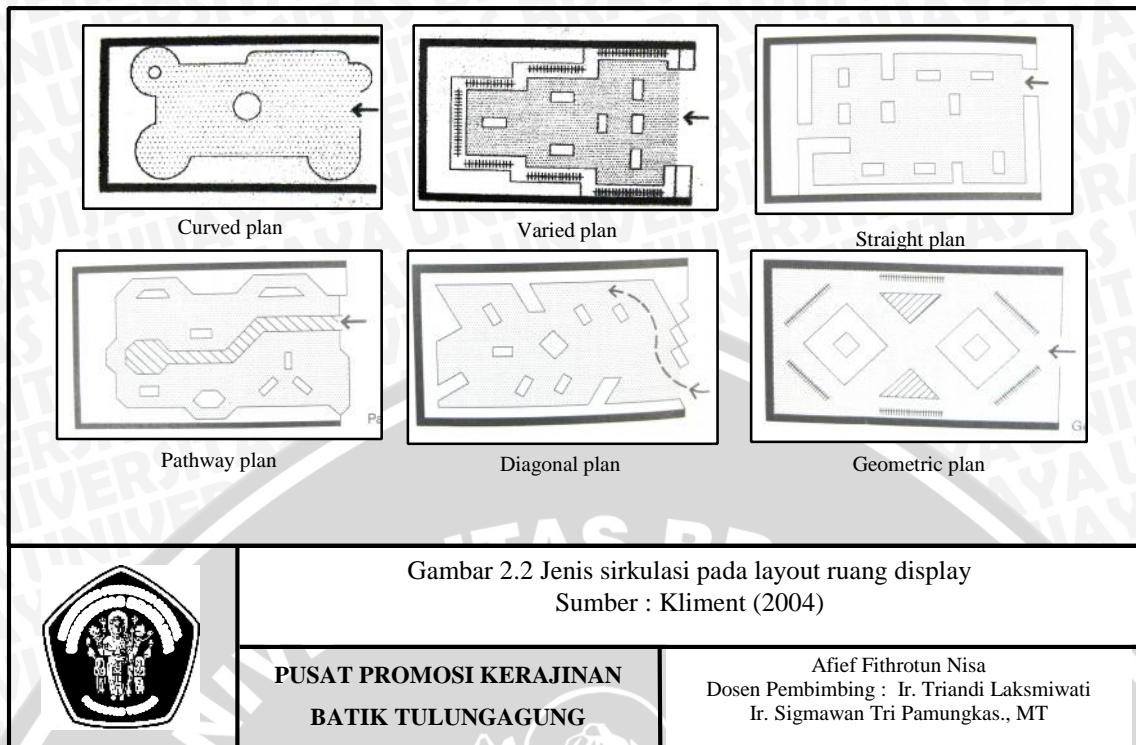 Curved plan
Varied plan
Straight plan
Pa
G
Pathway plan
Diagonal plan
Geometric plan
Gambar 2.2 Jenis sirkulasi pada layout ruang display
Sumber : Kliment (2004)
PUSAT PROMOSI KERAJINAN
BATIK TULUNGAGUNG
Afief Fithrotun Nisa
Dosen Pembimbing : Ir. Triandi Laksmiwati
Ir. Sigmawan Tri Pamungkas., MT